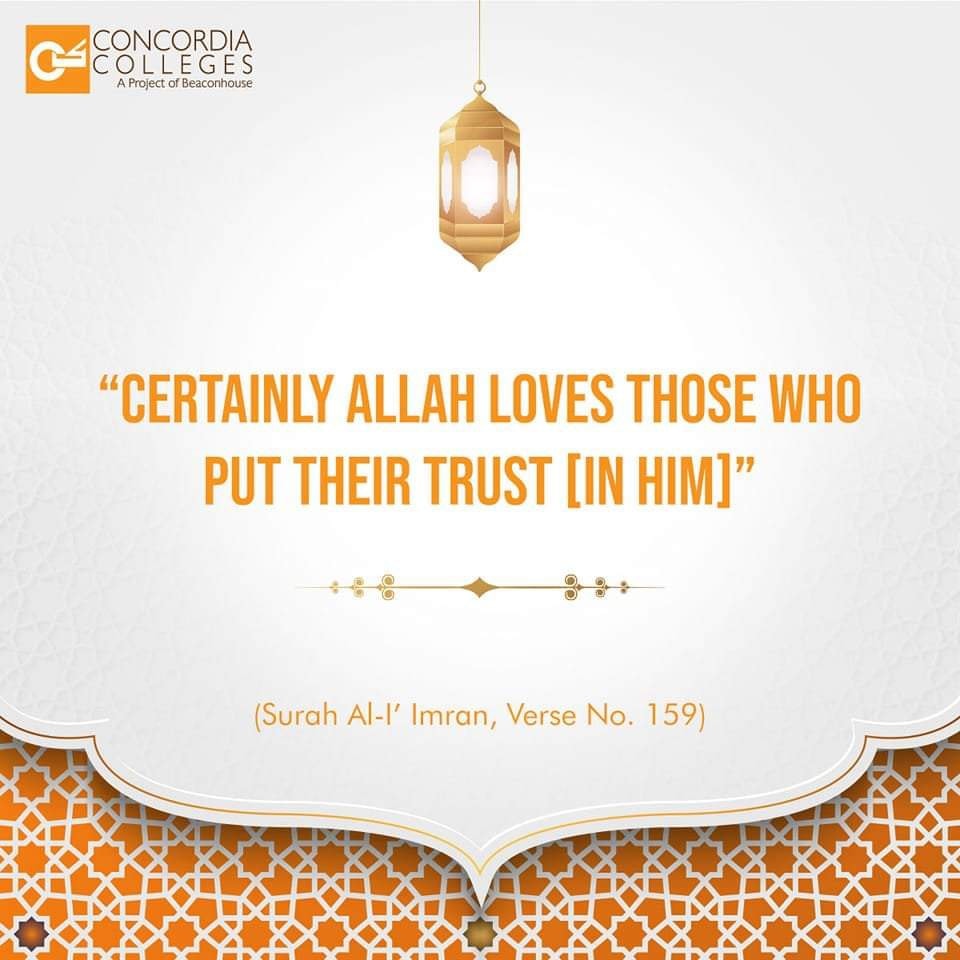 CONCORDIA
COLLEGES
A Project of Beaconhouse
“CERTAINLY ALLAH LOVES THOSE WHO
PUT THEIR TRUST [IN HIM]”
(Surah Al-I’ Imran, Verse No. 159)